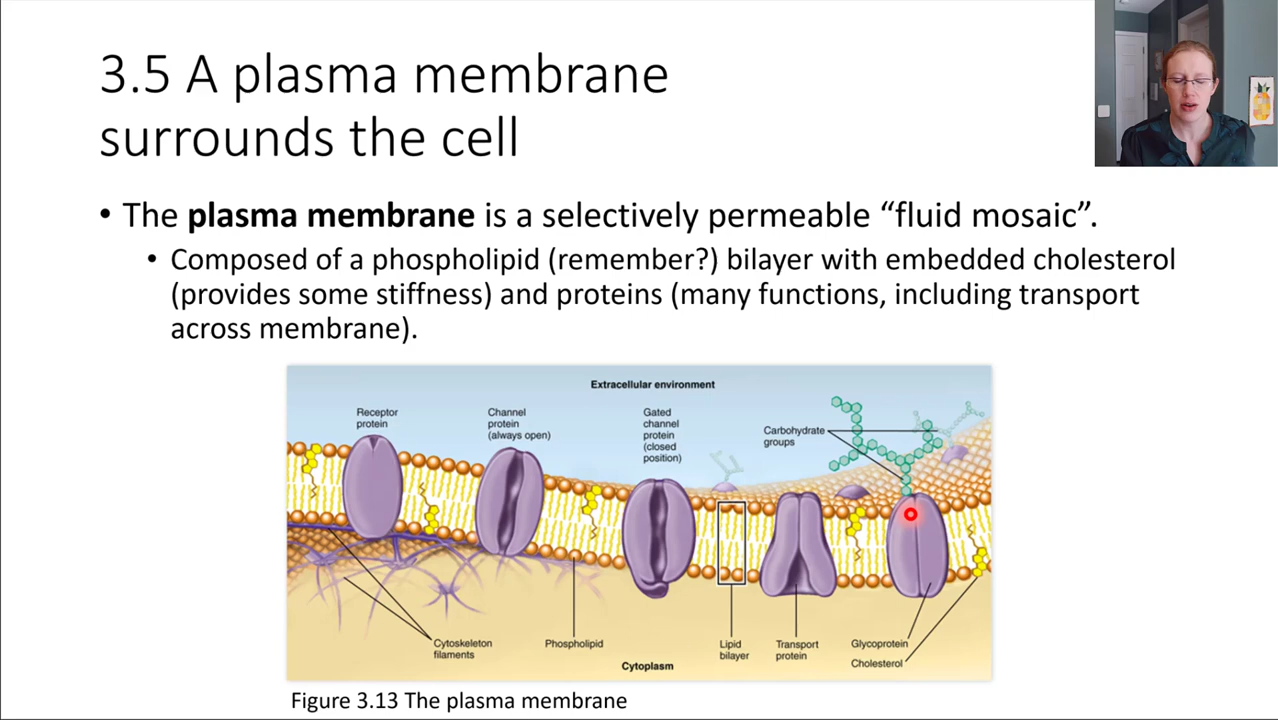 3.5 A plasma membrane
surrounds the cell
• The plasma membrane is a selectively permeable “fluid mosaic”.
• Composed of a phospholipid (remember?) bilayer with embedded cholesterol
(provides some stiffness) and proteins (many functions, including transport
across membrane).
Extracellular environment
Receptor
protein
Channel
protein
(always open)
Gated
channel
protein
(closed
position)
Carbohydrate
groups
Cytoskeleton
filaments
Phospholipid
Lipid
bilayer
Transport
protein
Glycoprotein
Cholesterol
Cytoplasm
Figure 3.13 The plasma membrane